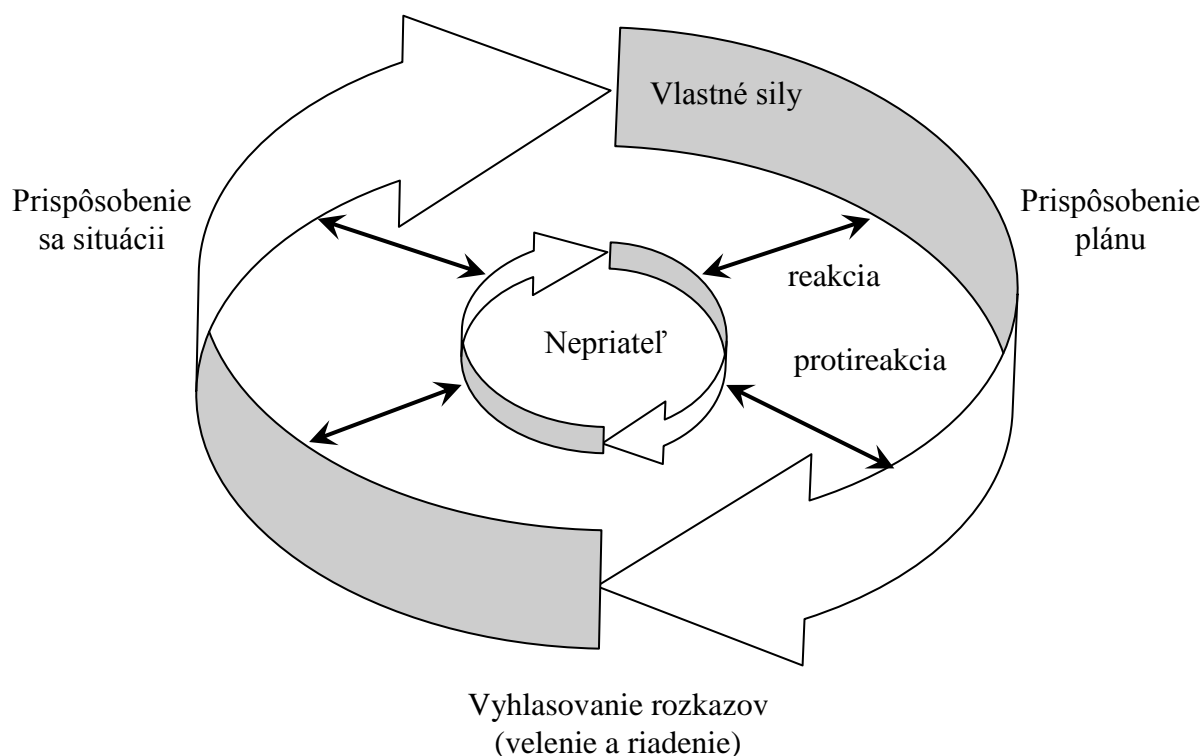 Vlastné sily
Prispôsobenie
sa situácii
Prispôsobenie
plánu
reakcia
Nepriateľ
protireakcia
Vyhlasovanie rozkazov
(velenie a riadenie)